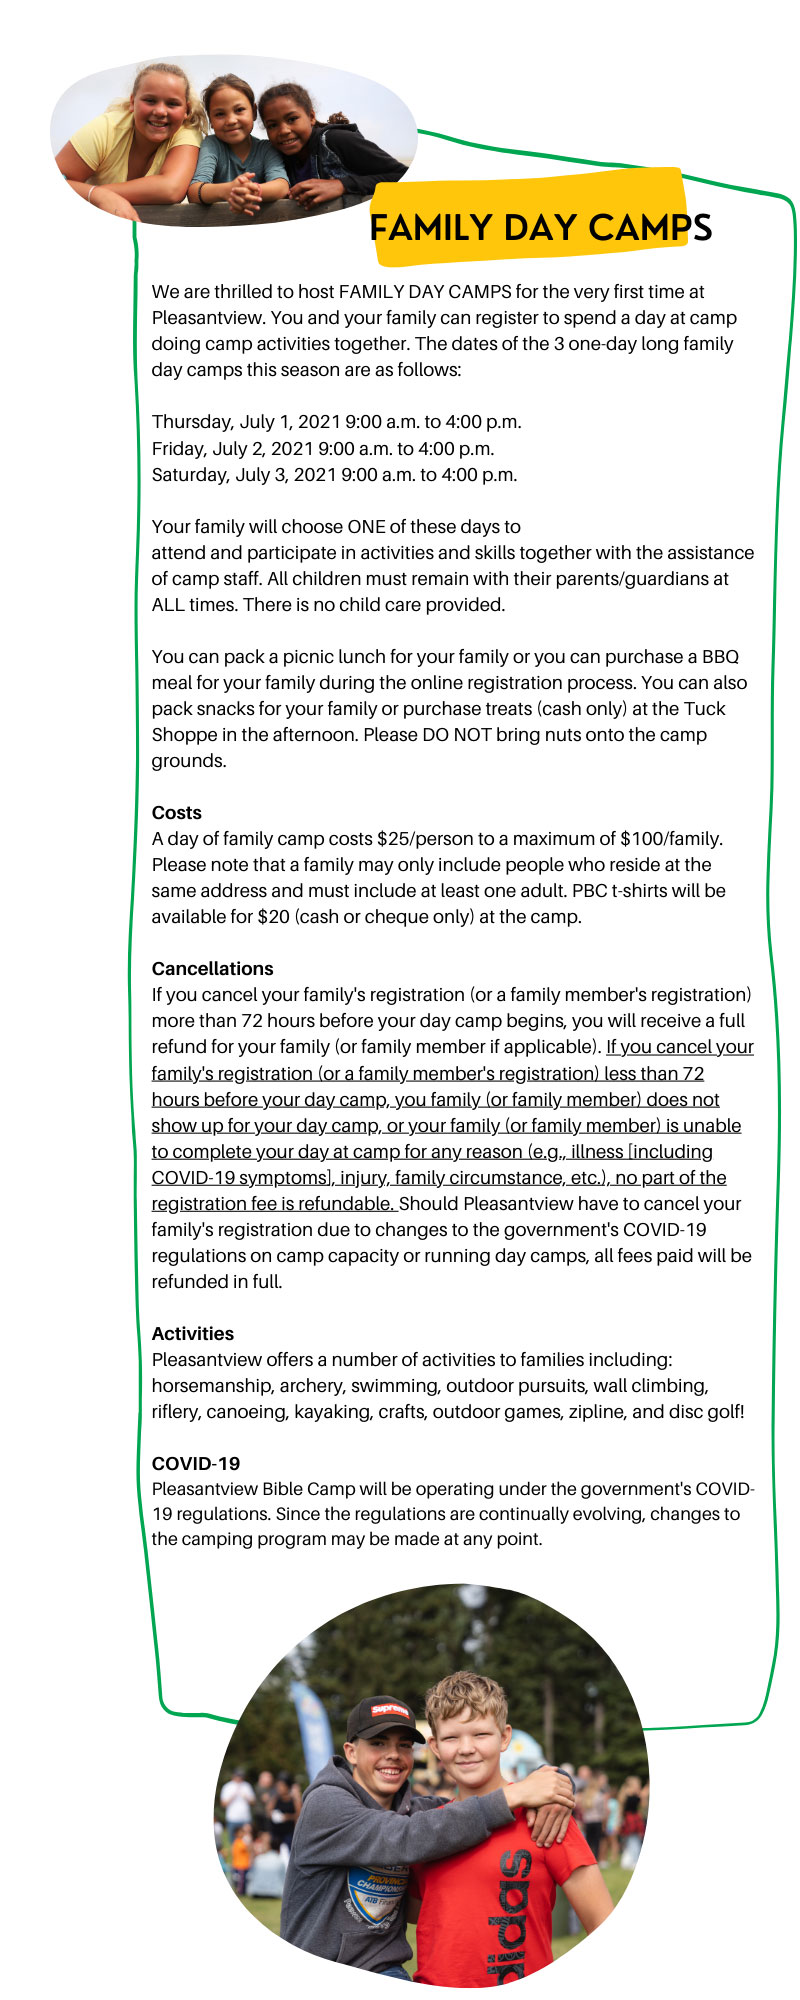 FAMILY DAY CAMPS
We are thrilled to host FAMILY DAY CAMPS for the very first time at
Pleasantview. You and your family can register to spend a day at camp
doing camp activities together. The dates of the 3 one-day long family
day camps this season are as follows:
Thursday, July 1, 2021 9:00 a.m. to 4:00 p.m.
Friday, July 2, 2021 9:00 a.m. to 4:00 p.m.
Saturday, July 3, 2021 9:00 a.m. to 4:00 p.m.
Your family will choose ONE of these days to
attend and participate in activities and skills together with the assistance
of camp staff. All children must remain with their parents/guardians at
ALL times. There is no child care provided.
You can pack a picnic lunch for your family or you can purchase a BBQ
meal for your family during the online registration process. You can also
pack snacks for your family or purchase treats (cash only) at the Tuck
Shoppe in the afternoon. Please DO NOT bring nuts onto the camp
grounds.
Costs
A day of family camp costs $25/person to a maximum of $100/family.
Please note that a family may only include people who reside at the
same address and must include at least one adult. PBC t-shirts will be
available for $20 (cash or cheque only) at the camp.
Cancellations
If you cancel your family's registration (or a family member's registration)
more than 72 hours before your day camp begins, you will receive a full
refund for your family (or family member if applicable). If you cancel your
family's registration (or a family member's registration) less than 72
hours before your day camp, you family (or family member) does not
show up for your day camp, or your family (or family member) is unable
to complete your day at camp for any reason (e.g., illness [including
COVID-19 symptoms], injury, family circumstance, etc.), no part of the
registration fee is refundable. Should Pleasantview have to cancel your
family's registration due to changes to the government's COVID-19
regulations on camp capacity or running day camps, all fees paid will be
refunded in full.
Activities
Pleasantview offers a number of activities to families including:
horsemanship, archery, swimming, outdoor pursuits, wall climbing,
riflery, canoeing, kayaking, crafts, outdoor games, zipline, and disc golf!
COVID-19
Pleasantview Bible Camp will be operating under the government's COVID-
19 regulations. Since the regulations are continually evolving, changes to
the camping program may be made at any point.
Supreme
PROVINCIAL
CHAMPIONSHIP
ATB
adidas